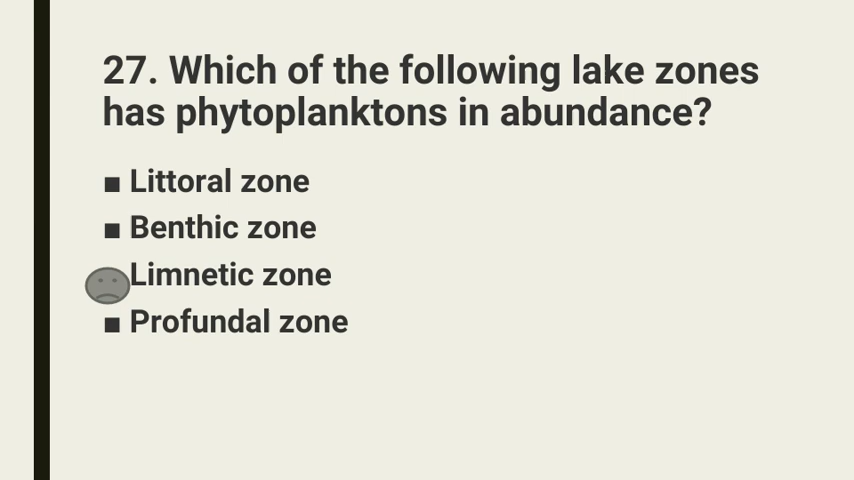 27. Which of the following lake zones
has phytoplanktons in abundance?
■ Littoral zone
■ Benthic zone
Limnetic zone
■ Profundal zone